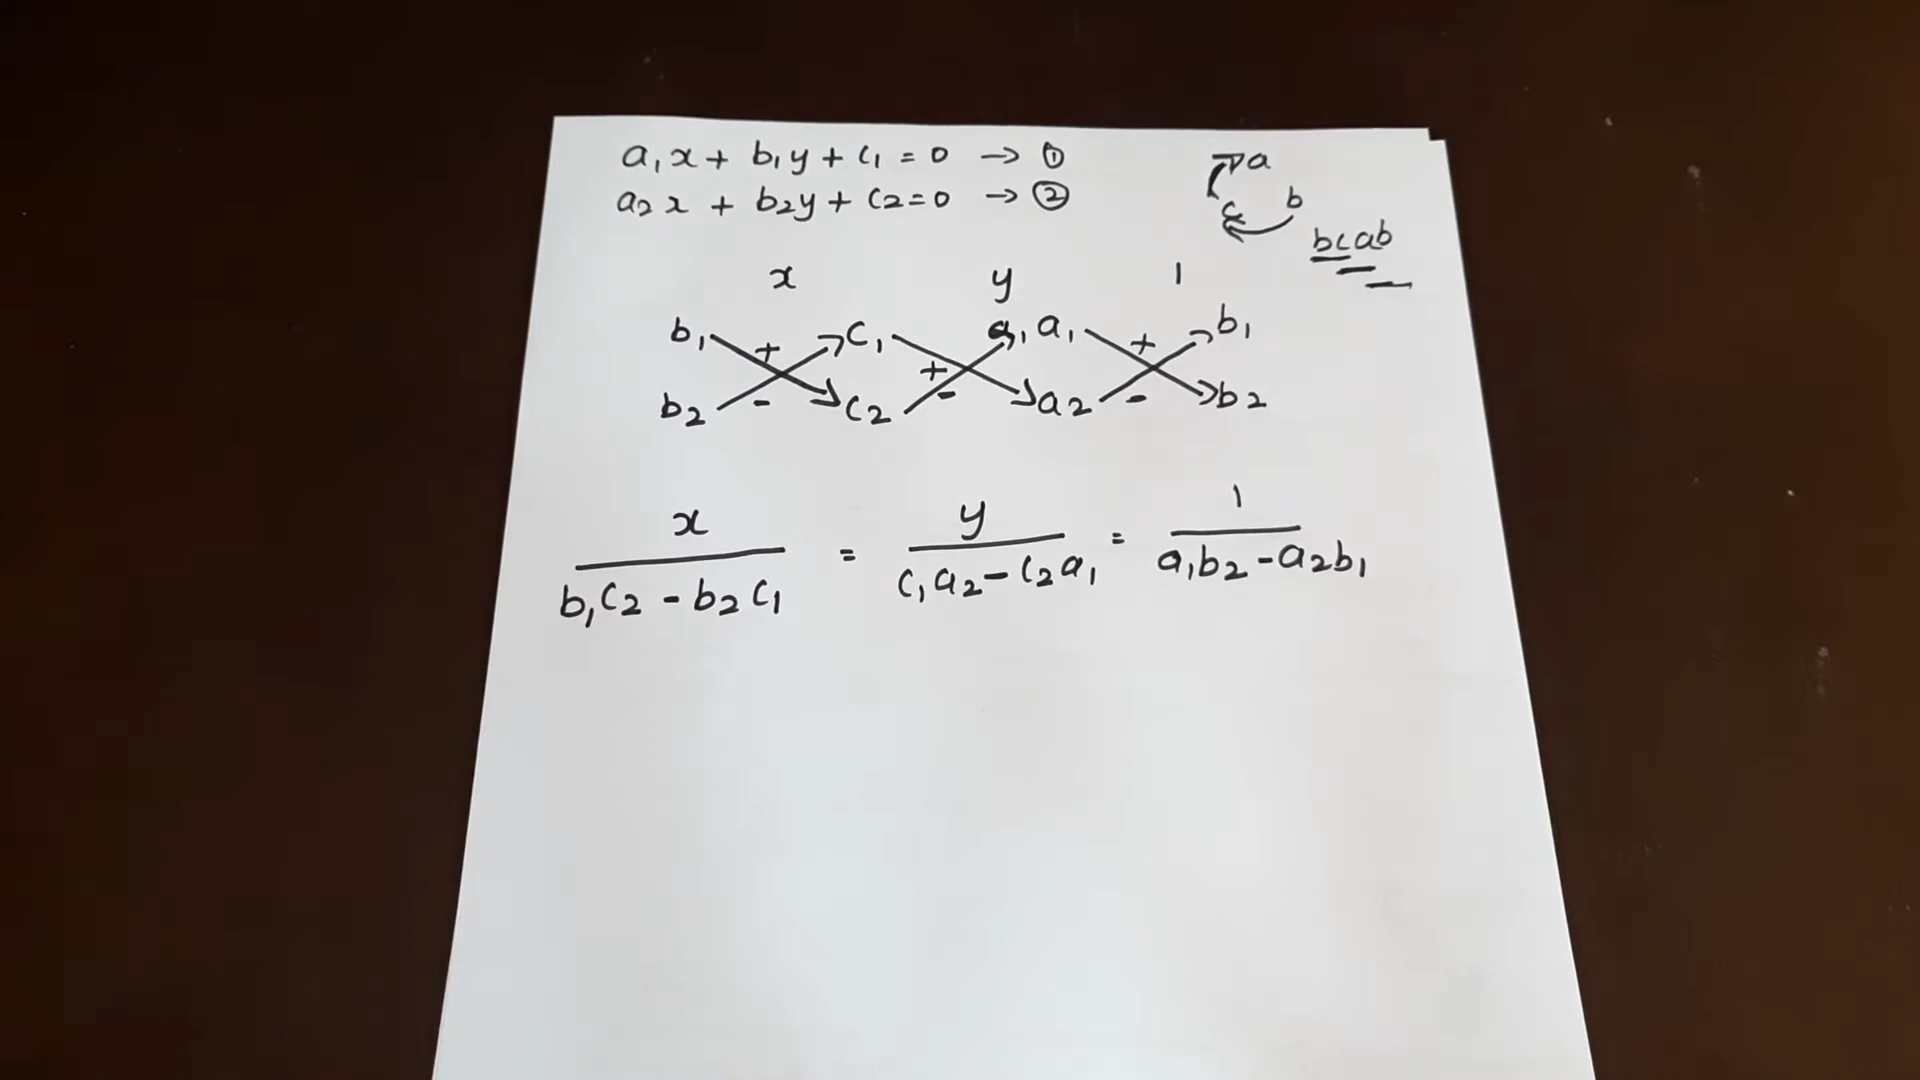 a₁x + b₁y + c₁ = 0 → ①
a₂x + b₂y + c₂ = 0 → ②
a
b
c
bcab
x y 1
b₁ + c₁ a₁ a₁ + b₁
+
b₂ - c₂ - a₂ - b₂
x/(b₁c₂ - b₂c₁) = y/(c₁a₂ - c₂a₁) = 1/(a₁b₂ - a₂b₁)